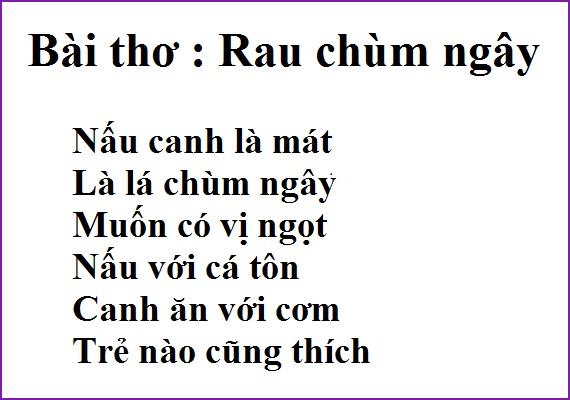 Bài thơ : Rau chùm ngây
Nấu canh là mát
Là lá chùm ngây
Muốn có vị ngọt
Nấu với cá tôn
Canh ăn với cơm
Trẻ nào cũng thích